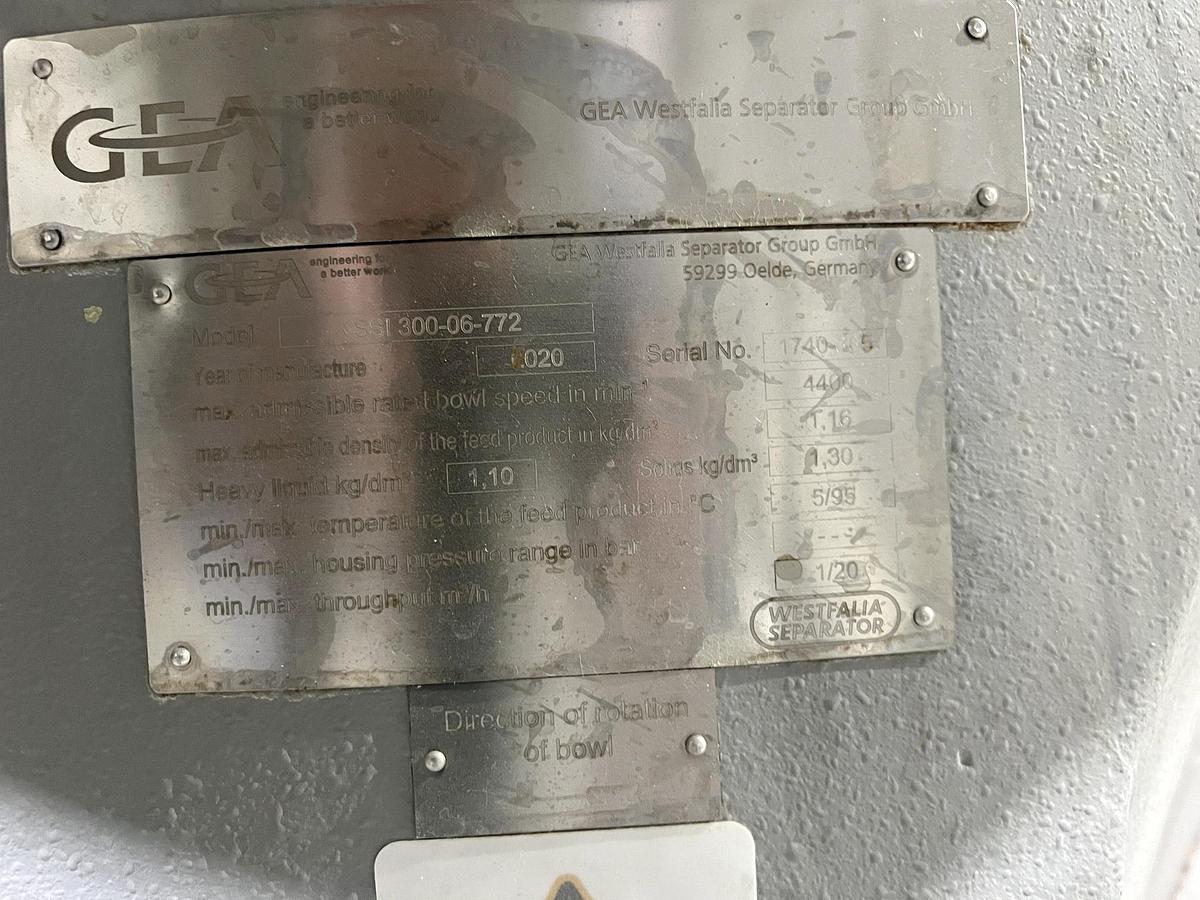 GEA engineering for a better world GEA Westfalia Separator Group GmbH
GEA engineering for a better world GEA Westfalia Separator Group GmbH
59299 Oelde, Germany
Model 300-06-772
Year of manufacture 020 Serial No.
max. admissible rated bowl speed in min⁻¹ 4400
max. admissible density of the feed product in kg/dm³ 1,16
Heavy liquid kg/dm³ 1,10 Solids kg/dm³ 1,30
min./max. temperature of the feed product in °C 5/95
min./max. housing pressure range in bar ---
min./max. throughput m³/h 1/20
WESTFALIA
SEPARATOR
Direction of rotation
of bowl